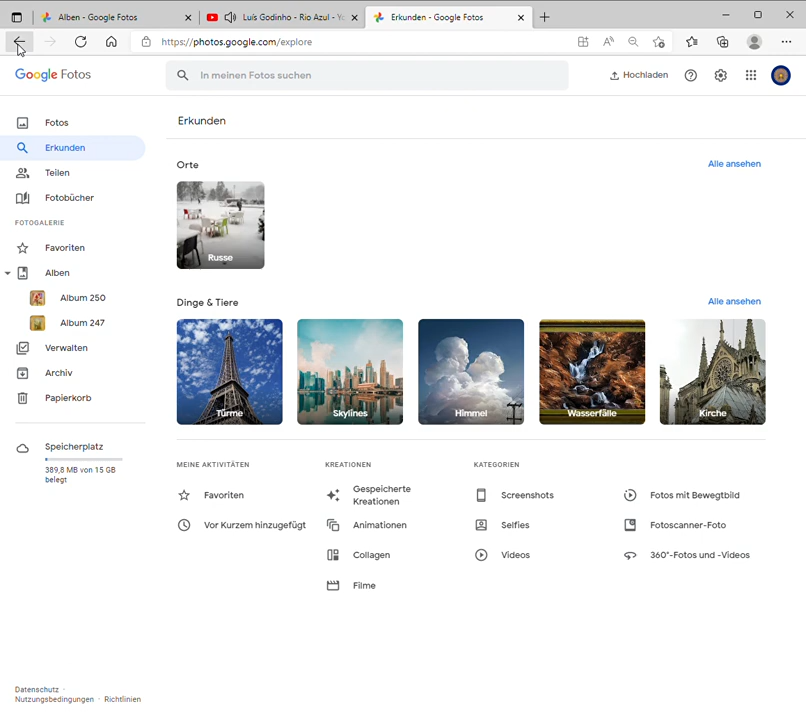 Alben - Google Fotos
Luís Godinho - Rio Azul - Yo
Erkunden - Google Fotos
https://photos.google.com/explore
Google Fotos
In meinen Fotos suchen
Hochladen
Fotos
Erkunden
Teilen
Fotobücher
FOTOGALERIE
Favoriten
Alben
Album 250
Album 247
Verwalten
Archiv
Papierkorb
Speicherplatz
389,8 MB von 15 GB
belegt
Erkunden
Orte
Alle ansehen
Russe
Dinge & Tiere
Alle ansehen
Türme
Skylines
Himmel
Wasserfälle
Kirche
MEINE AKTIVITÄTEN
Favoriten
Vor Kurzem hinzugefügt
KREATIONEN
Gespeicherte
Kreationen
Animationen
Collagen
Filme
KATEGORIEN
Screenshots
Selfies
Videos
Fotos mit Bewegtbild
Fotoscanner-Foto
360°-Fotos und -Videos
Datenschutz ·
Nutzungsbedingungen · Richtlinien